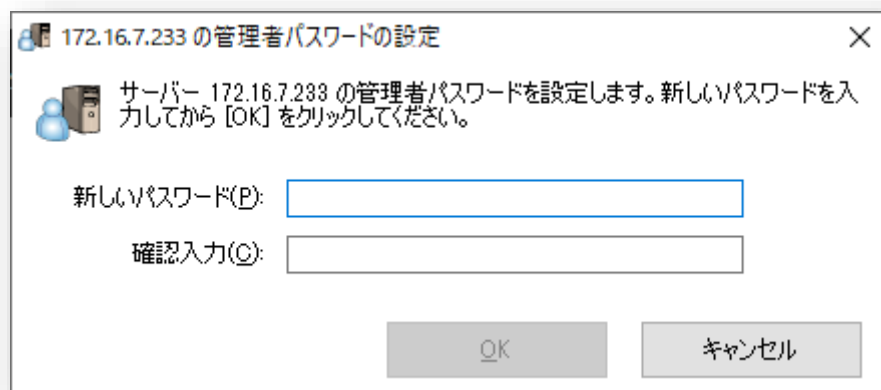 172.16.7.233 の管理者パスワードの設定
サーバー 172.16.7.233 の管理者パスワードを設定します。新しいパスワードを入
力してから [OK] をクリックしてください。
新しいパスワード(P):
確認入力(C):
OK
キャンセル